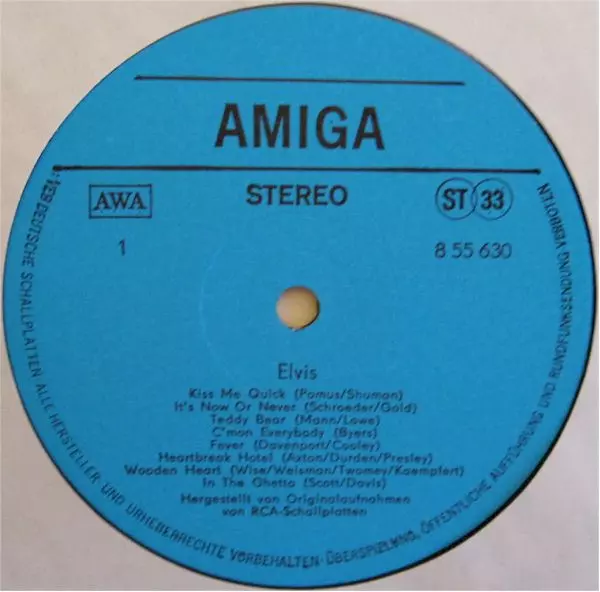 AMIGA
AWA
STEREO
ST 33
1
8 55 630
Elvis
Kiss Me Quick (Pomus/Shuman)
It's Now Or Never (Schroeder/Gold)
Teddy Bear (Mann/Lowe)
C'mon Everybody (Byers)
Fever (Davenport/Cooley)
Heartbreak Hotel (Axton/Durden/Presley)
Wooden Heart (Wise/Weisman/Twomey/Kaempfert)
In The Ghetto (Scott/Davis)
Hergestellt von Originalaufnahmen
von RCA-Schallplatten
VEB DEUTSCHE SCHALLPLATTEN ALLE HERSTELLER UND URHEBERRECHTE VORBEHALTEN · ÜBERSPIELUNG, ÖFFENTLICHE AUFFÜHRUNG UND RUNDFUNKSENDUNG VERBOTEN